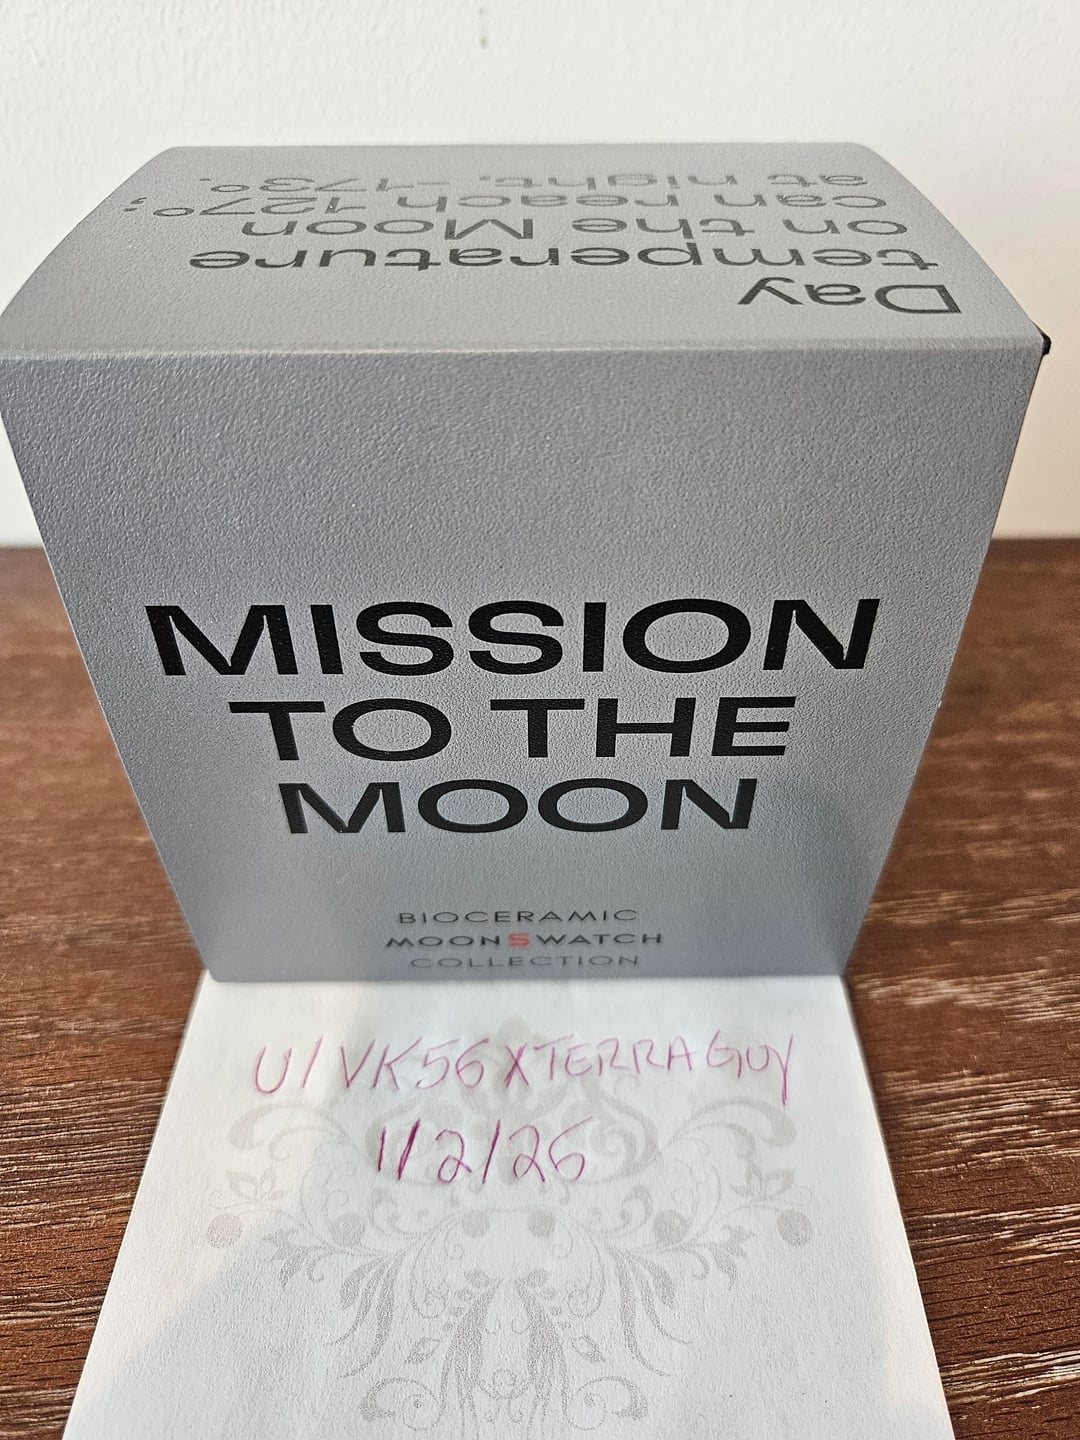 Day
temperature
on the Moon
can reach 127°;
at night, -173°.
MISSION
TO THE
MOON
BIOCERAMIC
MOONSWATCH
COLLECTION
U/VK56XTERRAGUY
1/2/26